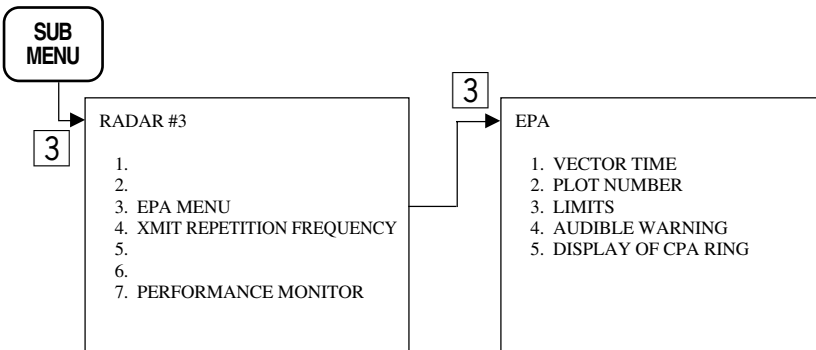 SUB
MENU
3
RADAR #3
1.
2.
3. EPA MENU
4. XMIT REPETITION FREQUENCY
5.
6.
7. PERFORMANCE MONITOR
3
EPA
1. VECTOR TIME
2. PLOT NUMBER
3. LIMITS
4. AUDIBLE WARNING
5. DISPLAY OF CPA RING